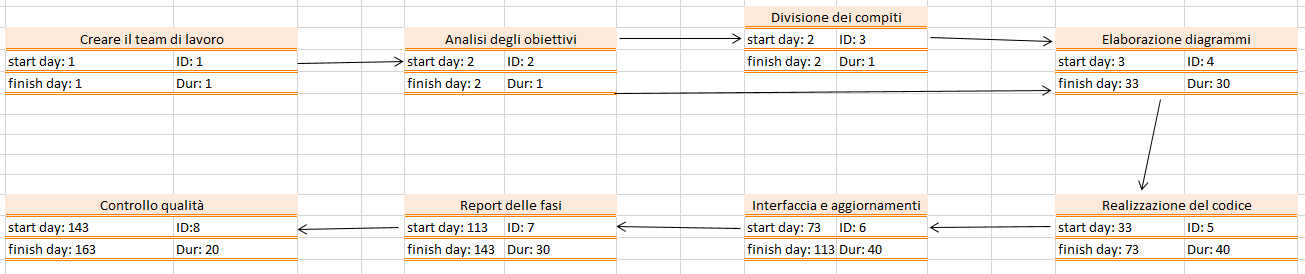 Creare il team di lavoro
start day: 1 ID: 1
finish day: 1 Dur: 1
Analisi degli obiettivi
start day: 2 ID: 2
finish day: 2 Dur: 1
Divisione dei compiti
start day: 2 ID: 3
finish day: 2 Dur: 1
Elaborazione diagrammi
start day: 3 ID: 4
finish day: 33 Dur: 30
Realizzazione del codice
start day: 33 ID: 5
finish day: 73 Dur: 40
Interfaccia e aggiornamenti
start day: 73 ID: 6
finish day: 113 Dur: 40
Report delle fasi
start day: 113 ID: 7
finish day: 143 Dur: 30
Controllo qualità
start day: 143 ID:8
finish day: 163 Dur: 20